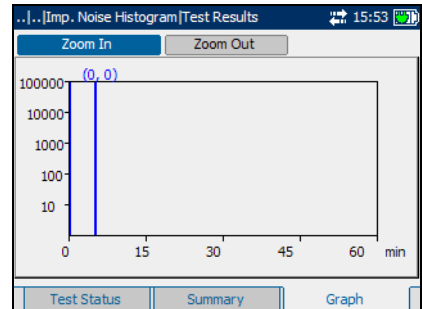 ..|..|Imp. Noise Histogram|Test Results 15:53
Zoom In Zoom Out
(0, 0)
100000
10000
1000
100
10
0 15 30 45 60 min
Test Status Summary Graph